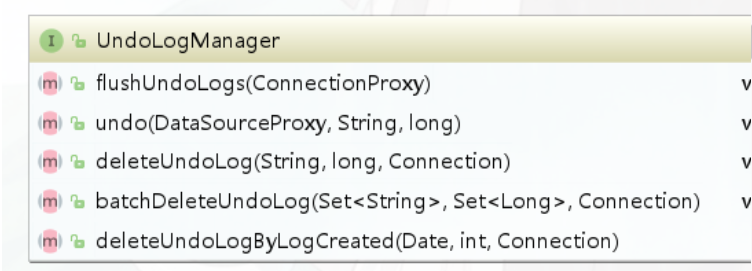 I UndoLogManager
m flushUndoLogs(ConnectionProxy) v
m undo(DataSourceProxy, String, long) v
m deleteUndoLog(String, long, Connection) v
m batchDeleteUndoLog(Set<String>, Set<Long>, Connection) v
m deleteUndoLogByLogCreated(Date, int, Connection)